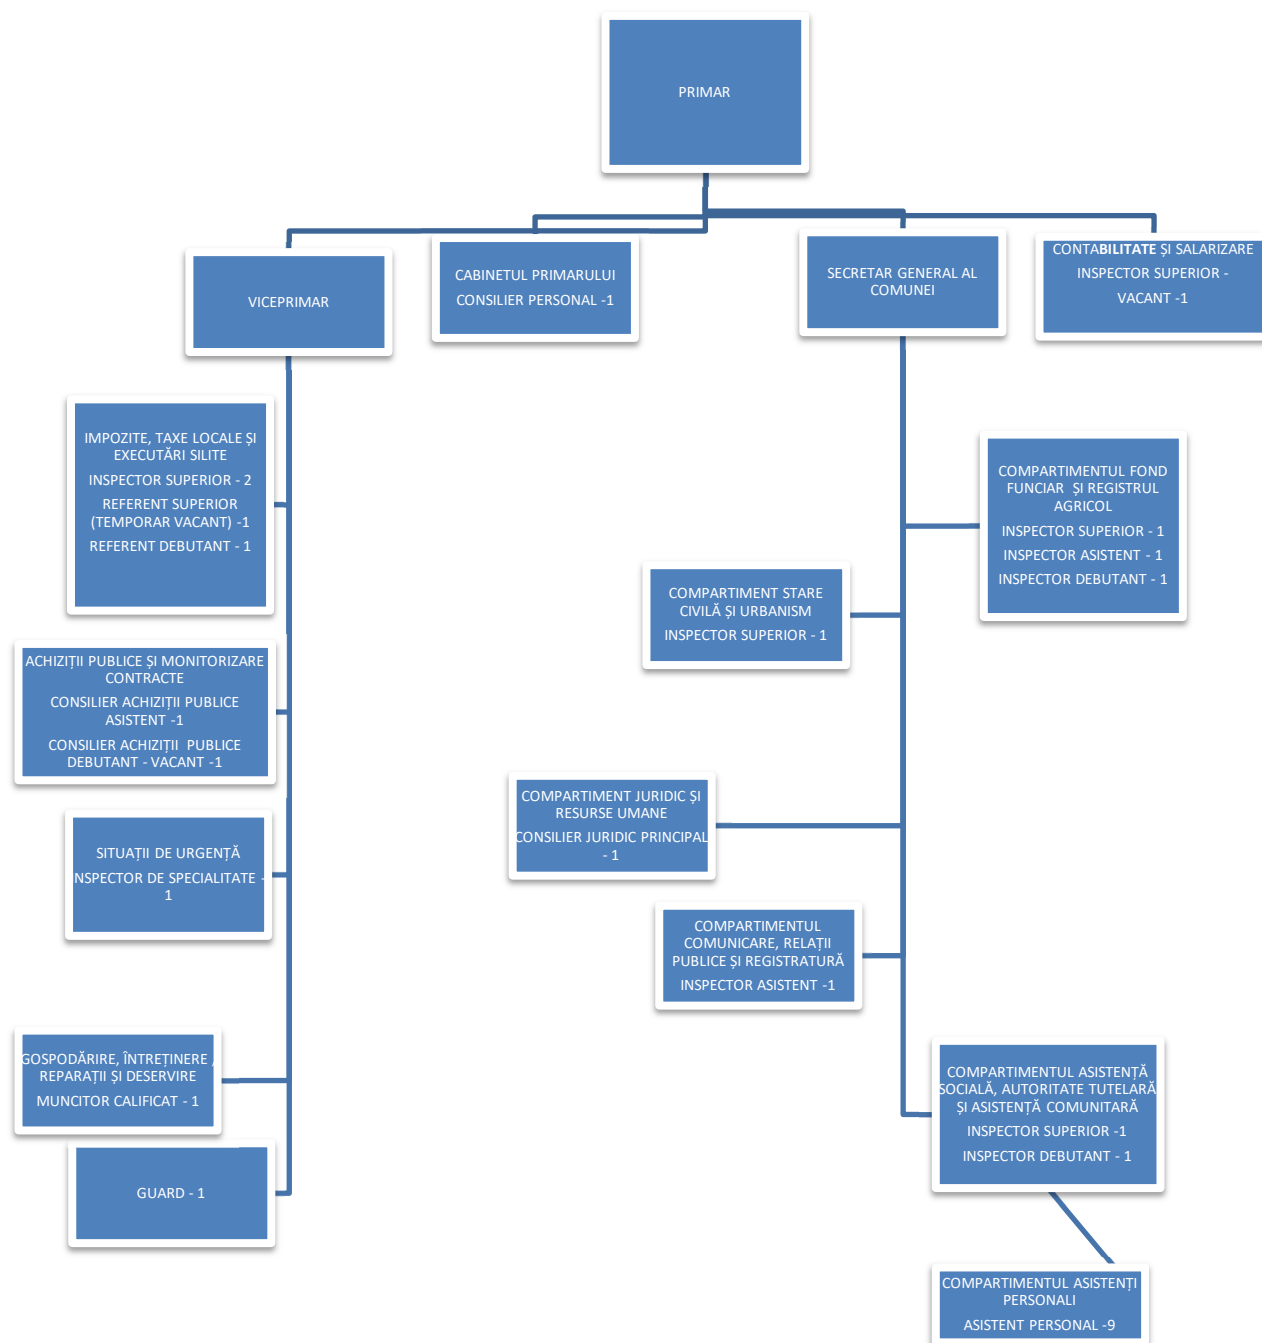 PRIMAR
VICEPRIMAR
CABINETUL PRIMARULUI
CONSILIER PERSONAL -1
SECRETAR GENERAL AL
COMUNEI
CONTABILITATE ȘI SALARIZARE
INSPECTOR SUPERIOR -
VACANT -1
IMPOZITE, TAXE LOCALE ȘI
EXECUTĂRI SILITE
INSPECTOR SUPERIOR - 2
REFERENT SUPERIOR
(TEMPORAR VACANT) -1
REFERENT DEBUTANT - 1
ACHIZIȚII PUBLICE ȘI MONITORIZARE
CONTRACTE
CONSILIER ACHIZIȚII PUBLICE
ASISTENT -1
CONSILIER ACHIZIȚII  PUBLICE
DEBUTANT - VACANT -1
SITUAȚII DE URGENȚĂ
INSPECTOR DE SPECIALITATE -
1
GOSPODĂRIRE, ÎNTREȚINERE ,
REPARAȚII ȘI DESERVIRE
MUNCITOR CALIFICAT - 1
GUARD - 1
COMPARTIMENTUL FOND
FUNCIAR  ȘI REGISTRUL
AGRICOL
INSPECTOR SUPERIOR - 1
INSPECTOR ASISTENT - 1
INSPECTOR DEBUTANT - 1
COMPARTIMENT STARE
CIVILĂ ȘI URBANISM
INSPECTOR SUPERIOR - 1
COMPARTIMENT JURIDIC ȘI
RESURSE UMANE
CONSILIER JURIDIC PRINCIPAL
- 1
COMPARTIMENTUL
COMUNICARE, RELAȚII
PUBLICE ȘI REGISTRATURĂ
INSPECTOR ASISTENT -1
COMPARTIMENTUL ASISTENȚĂ
SOCIALĂ, AUTORITATE TUTELARĂ
ȘI ASISTENȚĂ COMUNITARĂ
INSPECTOR SUPERIOR -1
INSPECTOR DEBUTANT - 1
COMPARTIMENTUL ASISTENȚI
PERSONALI
ASISTENT PERSONAL -9